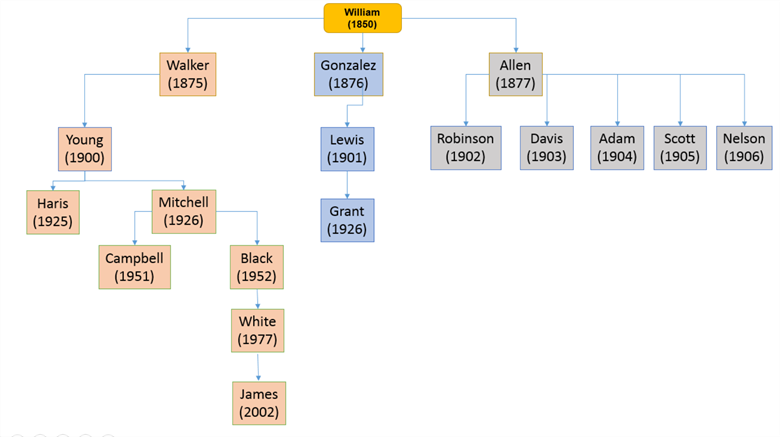 William
(1850)
Walker
(1875)
Gonzalez
(1876)
Allen
(1877)
Young
(1900)
Lewis
(1901)
Robinson
(1902)
Davis
(1903)
Adam
(1904)
Scott
(1905)
Nelson
(1906)
Haris
(1925)
Mitchell
(1926)
Grant
(1926)
Campbell
(1951)
Black
(1952)
White
(1977)
James
(2002)